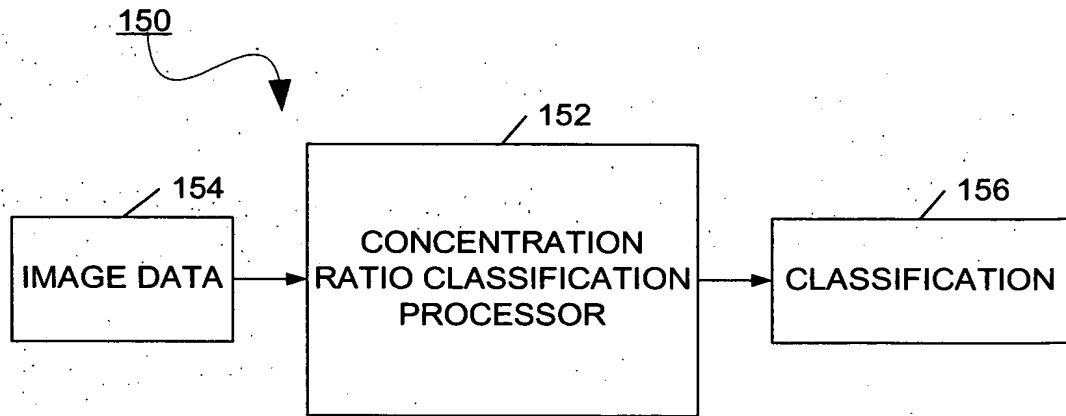 150
152
154
156
IMAGE DATA
CONCENTRATION
RATIO CLASSIFICATION
PROCESSOR
CLASSIFICATION